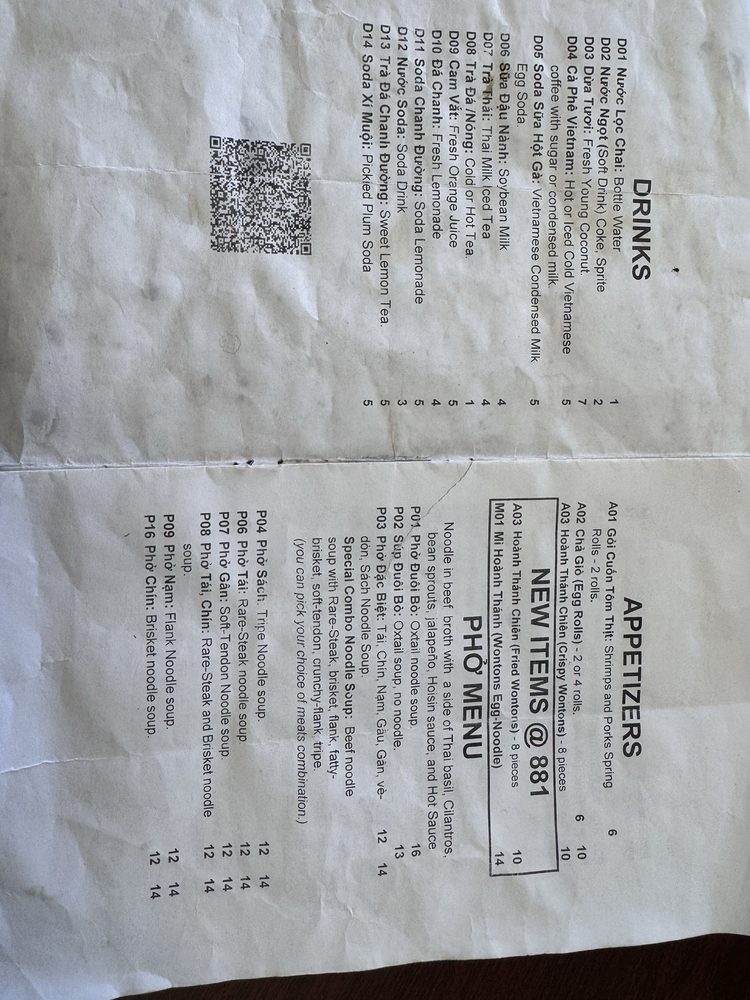 DRINKS
D01 Nước Lọc Chai: Bottle Water 1
D02 Nước Ngọt (Soft Drink) Coke, Sprite 2
D03 Dừa Tươi: Fresh Young Coconut 7
D04 Cà Phê Vietnam: Hot or Iced Cold Vietnamese 5
coffee with sugar or condensed milk.
D05 Soda Sữa Hột Gà: Vietnamese Condensed Milk 5
Egg Soda
D06 Sữa Đậu Nành: Soybean Milk 4
D07 Trà Thái: Thai Milk Iced Tea 4
D08 Trà Đá /Nóng: Cold or Hot Tea. 1
D09 Cam Vắt: Fresh Orange Juice 5
D10 Đá Chanh: Fresh Lemonade 4
D11 Soda Chanh Đường: Soda Lemonade 5
D12 Nước Soda: Soda Drink 3
D13 Trà Đá Chanh Đường: Sweet Lemon Tea. 5
D14 Soda Xí Muội: Pickled Plum Soda 5
APPETIZERS
A01 Gỏi Cuốn Tôm Thịt: Shrimps and Porks Spring 6
Rolls - 2 rolls.
A02 Chả Giò (Egg Rolls) - 2 or 4 rolls. 6 10
A03 Hoành Thánh Chiên (Crispy Wontons) - 8 pieces 10
NEW ITEMS @ 881
A03 Hoành Thánh Chiên (Fried Wontons) - 8 pieces 10
M01 Mì Hoành Thánh (Wontons Egg-Noodle) 14
PHỞ MENU
Noodle in beef broth with a side of Thai basil, Cilantros,
bean sprouts, jalapeño, Hoisin sauce, and Hot Sauce
P01 Phở Đuôi Bò: Oxtail noodle soup. 16
P02 Súp Đuôi Bò: Oxtail soup, no noodle. 13
P03 Phở Đặc Biệt: Tái, Chín, Nạm, Gầu, Gân, vè- 12 14
dòn, Sách Noodle Soup.
Special Combo Noodle Soup: Beef noodle
soup with Rare-Steak, brisket, flank, fatty-
brisket, soft-tendon, crunchy-flank, tripe.
(you can pick your choice of meats combination.)
P04 Phở Sách: Tripe Noodle soup. 12 14
P06 Phở Tái: Rare-Steak noodle soup. 12 14
P07 Phở Gân: Soft-Tendon Noodle soup. 12 14
P08 Phở Tái, Chín: Rare-Steak and Brisket noodle 12 14
soup.
P09 Phở Nạm: Flank Noodle soup. 12 14
P16 Phở Chín: Brisket noodle soup. 12 14